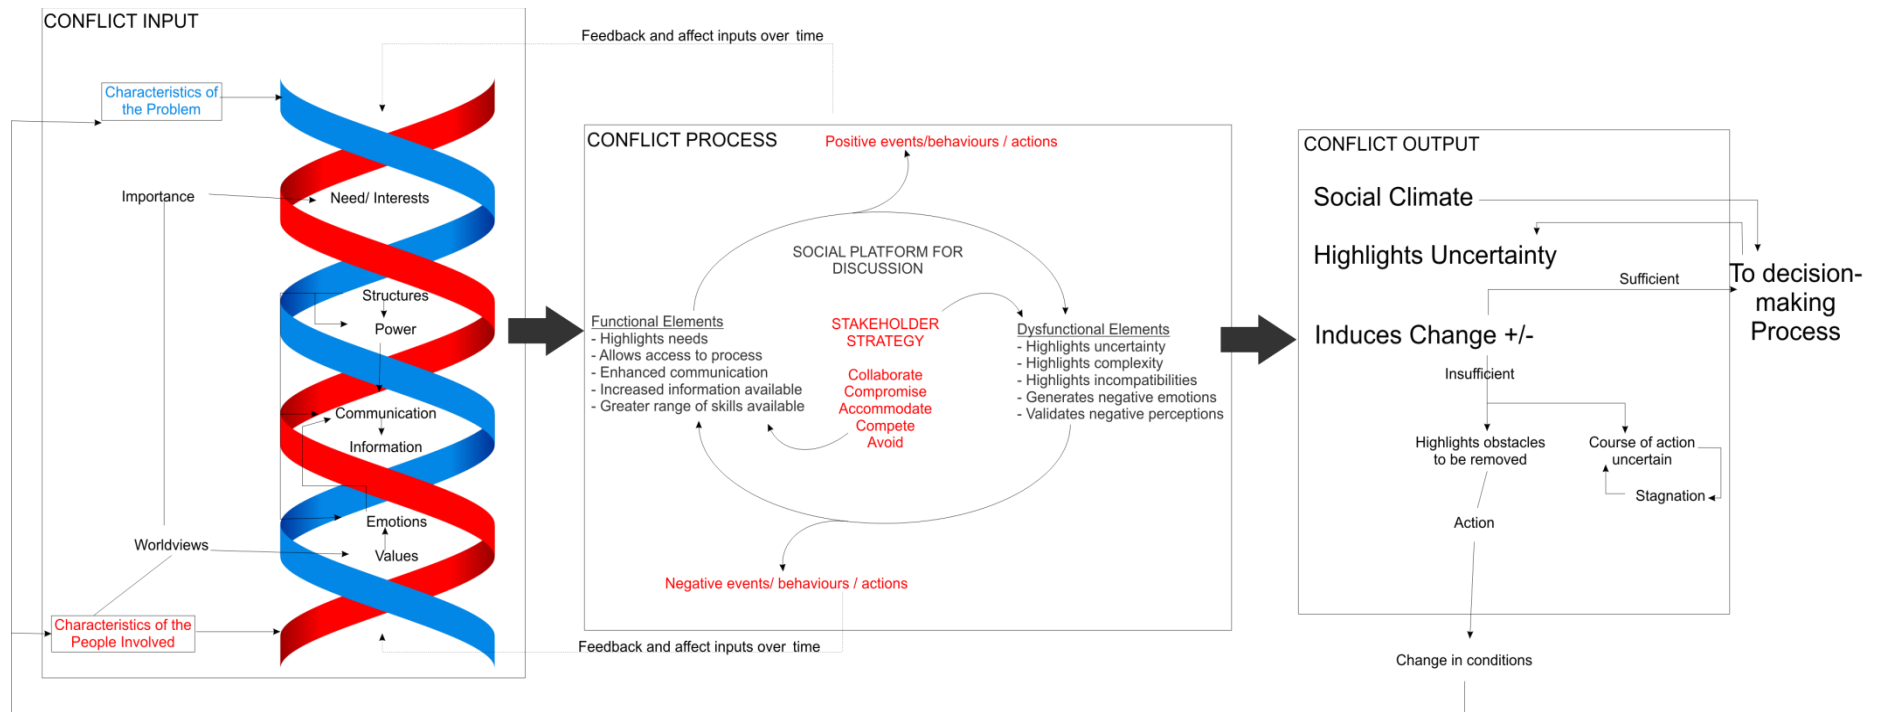 CONFLICT INPUT
Characteristics of
the Problem
Importance
Need/ Interests
Structures
Power
Communication
Information
Emotions
Worldviews
Values
Characteristics of the
People Involved
Feedback and affect inputs over time
CONFLICT PROCESS
Positive events/behaviours / actions
SOCIAL PLATFORM FOR
DISCUSSION
Functional Elements
- Highlights needs
- Allows access to process
- Enhanced communication
- Increased information available
- Greater range of skills available
STAKEHOLDER
STRATEGY
Collaborate
Compromise
Accommodate
Compete
Avoid
Dysfunctional Elements
- Highlights uncertainty
- Highlights complexity
- Highlights incompatibilities
- Generates negative emotions
- Validates negative perceptions
Negative events/ behaviours / actions
Feedback and affect inputs over time
CONFLICT OUTPUT
Social Climate
Highlights Uncertainty
Sufficient
To decision-
making
Process
Induces Change +/-
Insufficient
Highlights obstacles
to be removed
Course of action
uncertain
Stagnation
Action
Change in conditions